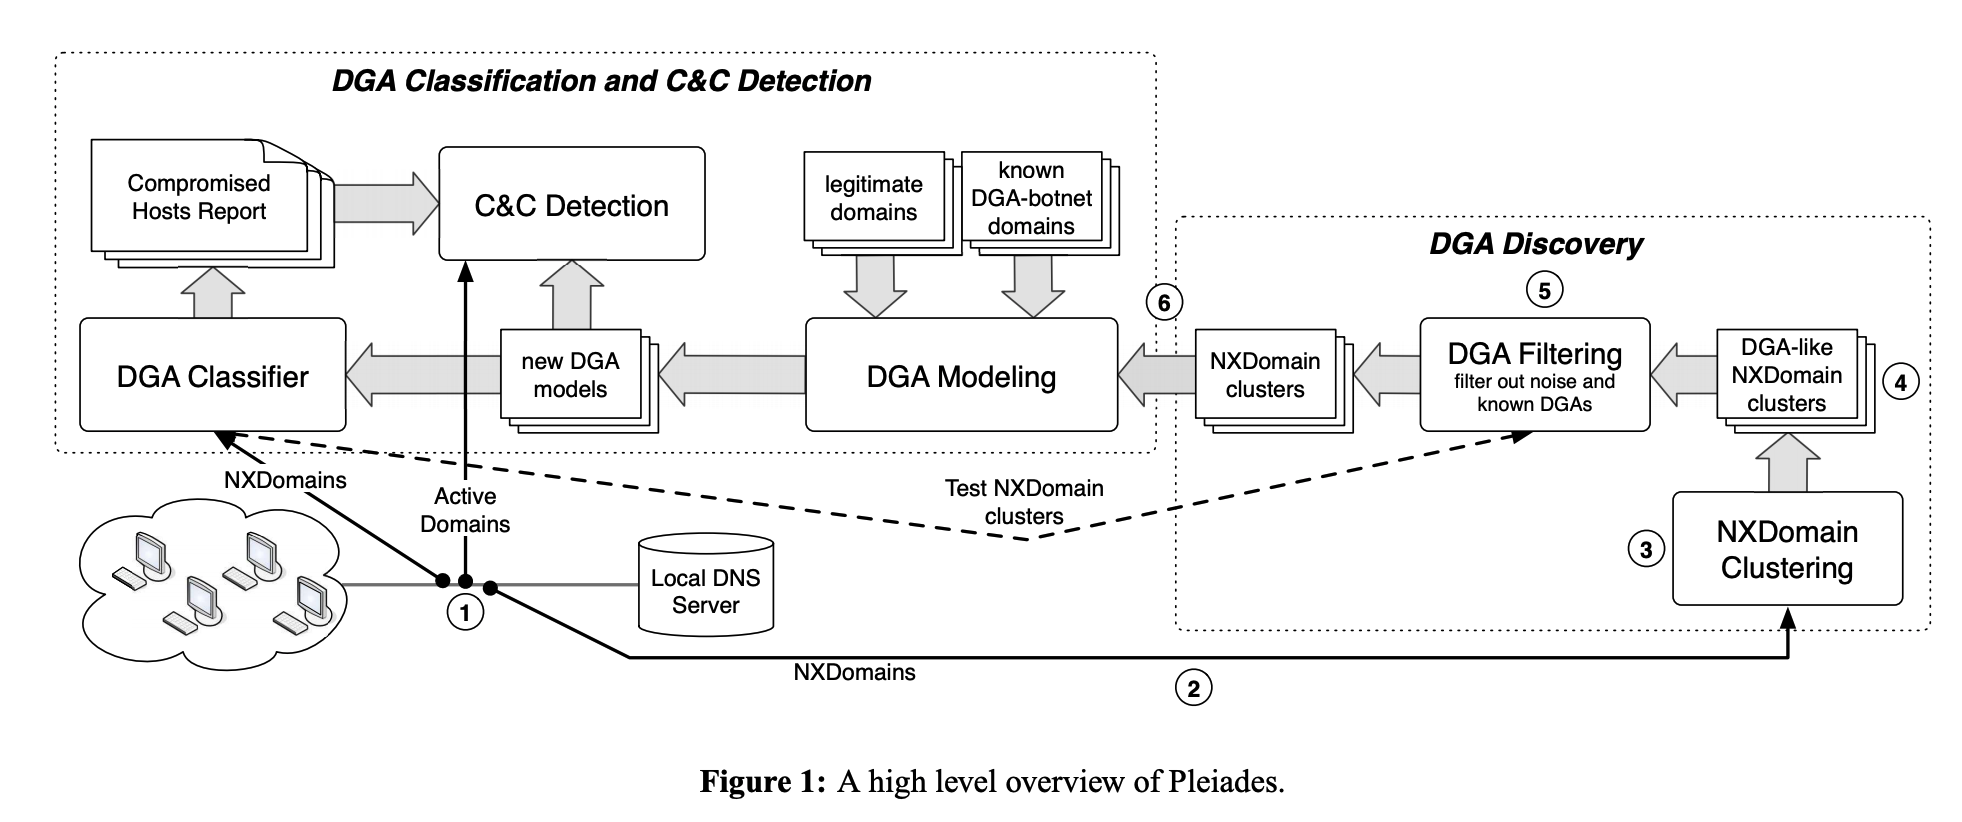 DGA Classification and C&C Detection
Compromised
Hosts Report
C&C Detection
legitimate
domains
known
DGA-botnet
domains
DGA Discovery
5
6
DGA Classifier
new DGA
models
DGA Modeling
NXDomain
clusters
DGA Filtering
filter out noise and
known DGAs
DGA-like
NXDomain
clusters
4
NXDomains
Active
Domains
Test NXDomain
clusters
3
NXDomain
Clustering
Local DNS
Server
1
NXDomains
2
Figure 1: A high level overview of Pleiades.